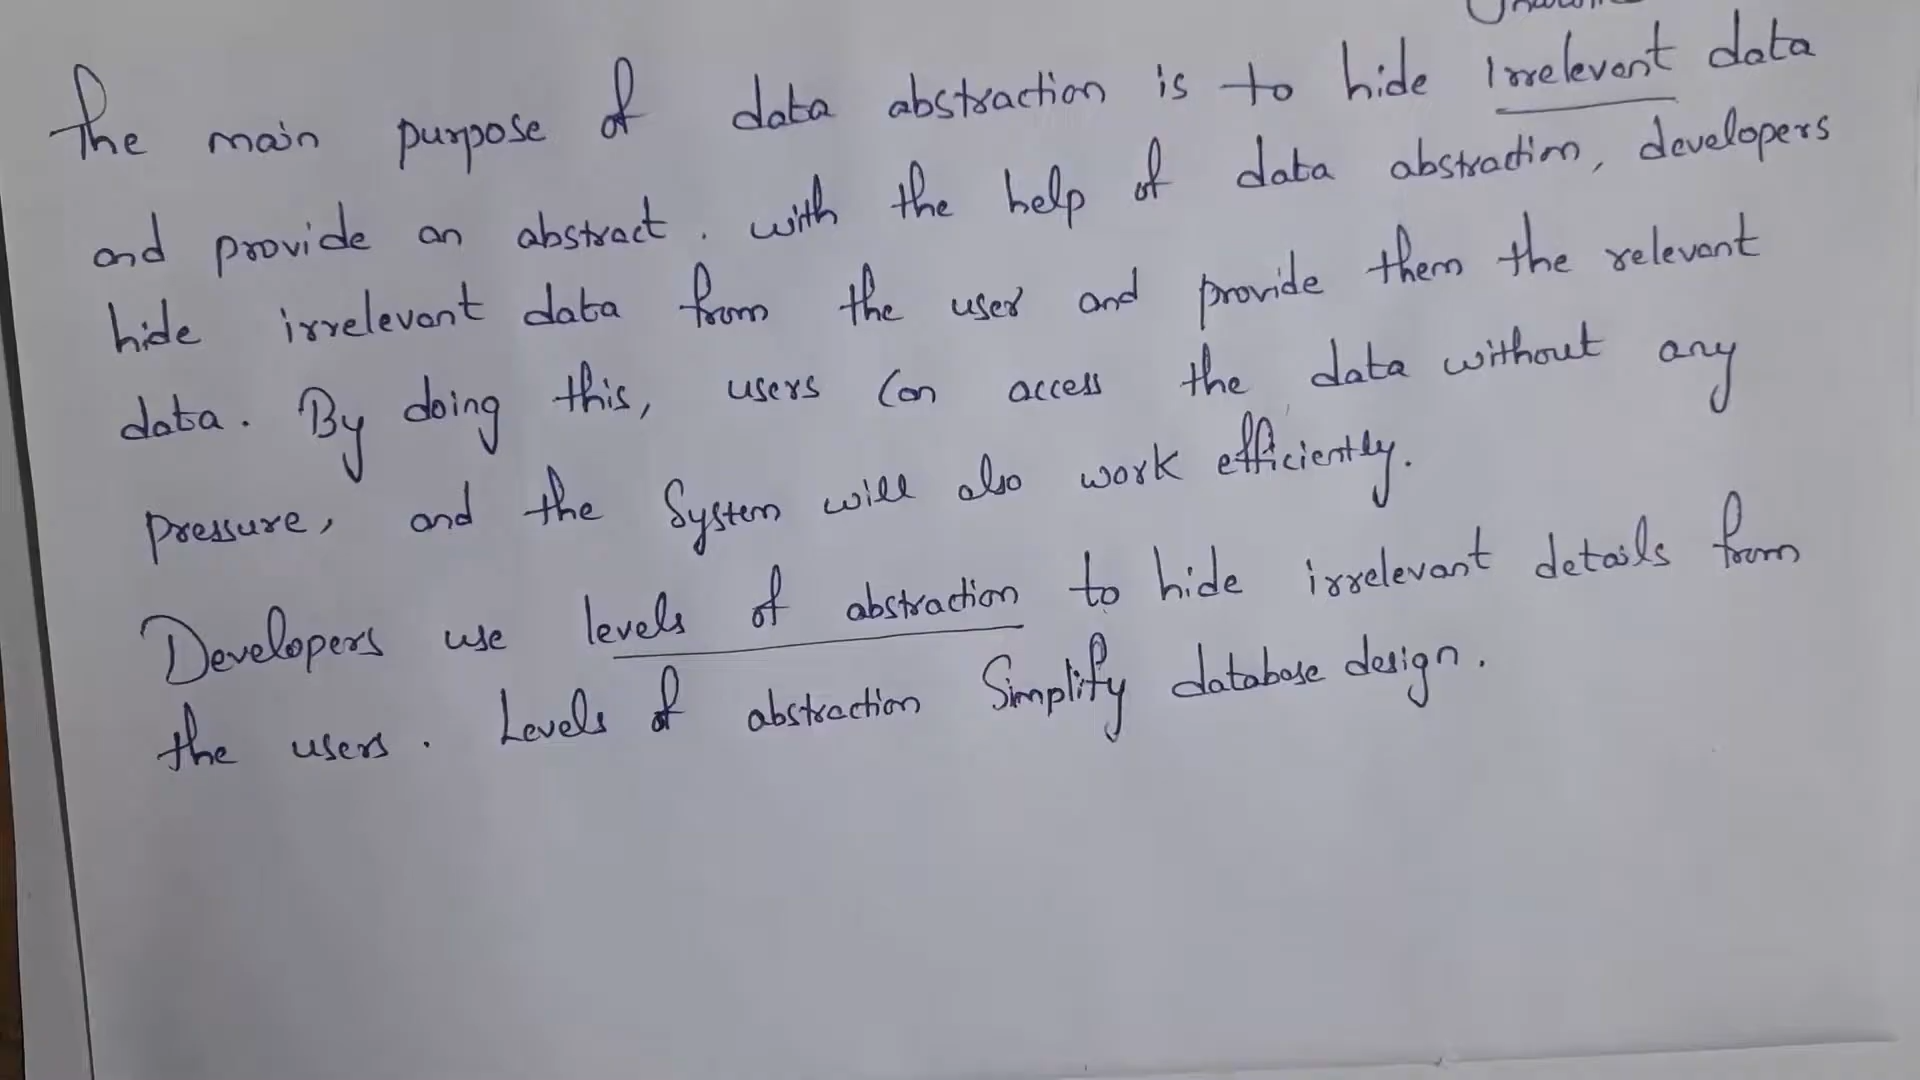 The main purpose of data abstraction is to hide irrelevant data
and provide an abstract. with the help of data abstraction, developers
hide irrelevant data from the user and provide them the relevant
data. By doing this, users can access the data without any
pressure, and the System will also work efficiently.
Developers use levels of abstraction to hide irrelevant details from
the users. Levels of abstraction Simplify database design.